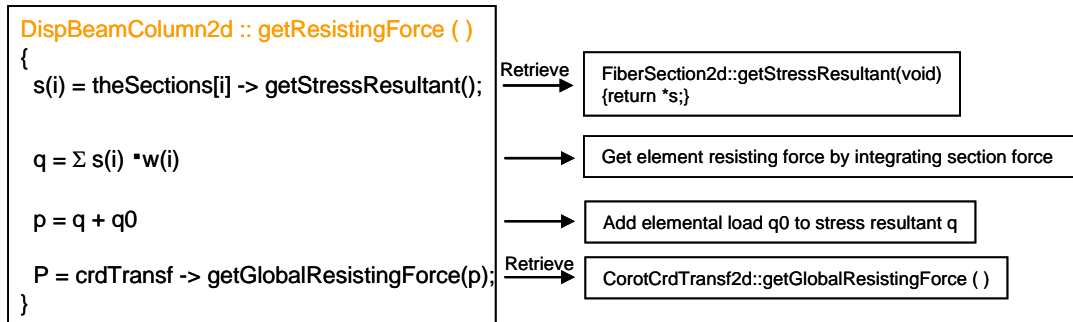 DispBeamColumn2d :: getResistingForce ( )
{
s(i) = theSections[i] -> getStressResultant();
Retrieve
FiberSection2d::getStressResultant(void)
{return *s;}
q = Σ s(i) ▪w(i)
Get element resisting force by integrating section force
p = q + q0
Add elemental load q0 to stress resultant q
P = crdTransf -> getGlobalResistingForce(p);
Retrieve
CorotCrdTransf2d::getGlobalResistingForce ( )
}